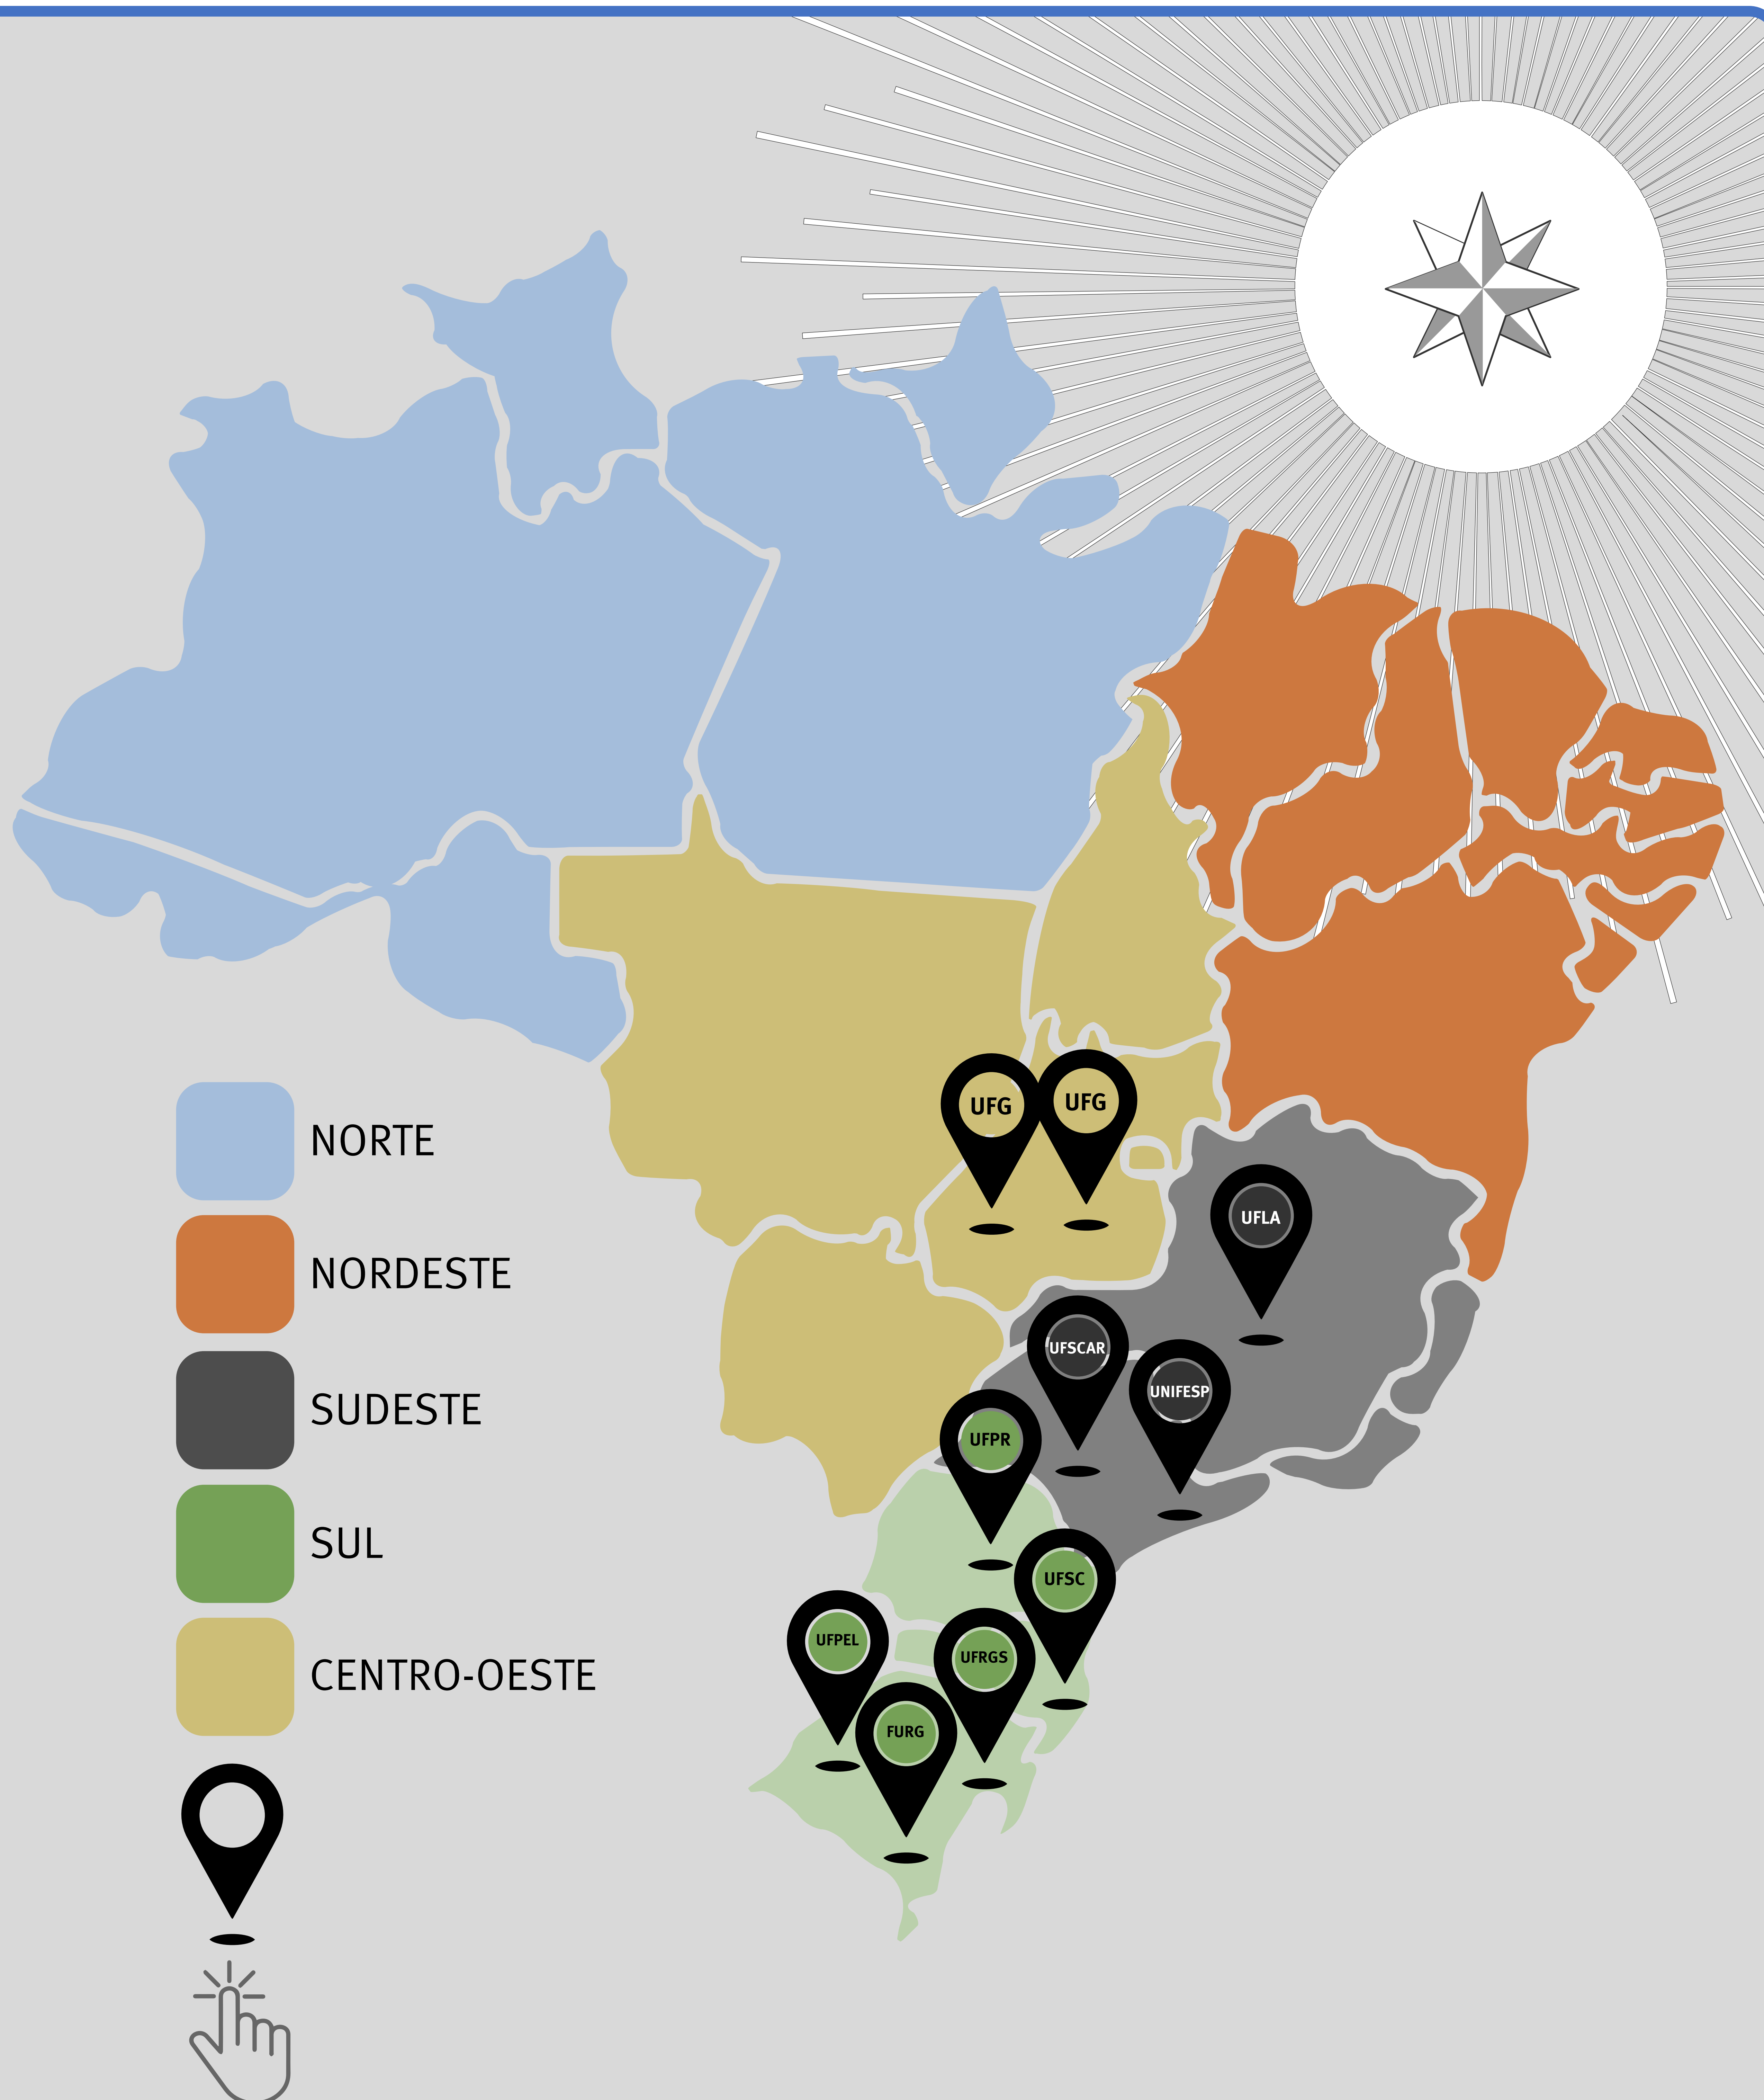 UFG
UFG
UFLA
UFSCAR
UNIFESP
UFPR
UFSC
UFPEL
UFRGS
FURG
NORTE
NORDESTE
SUDESTE
SUL
CENTRO-OESTE